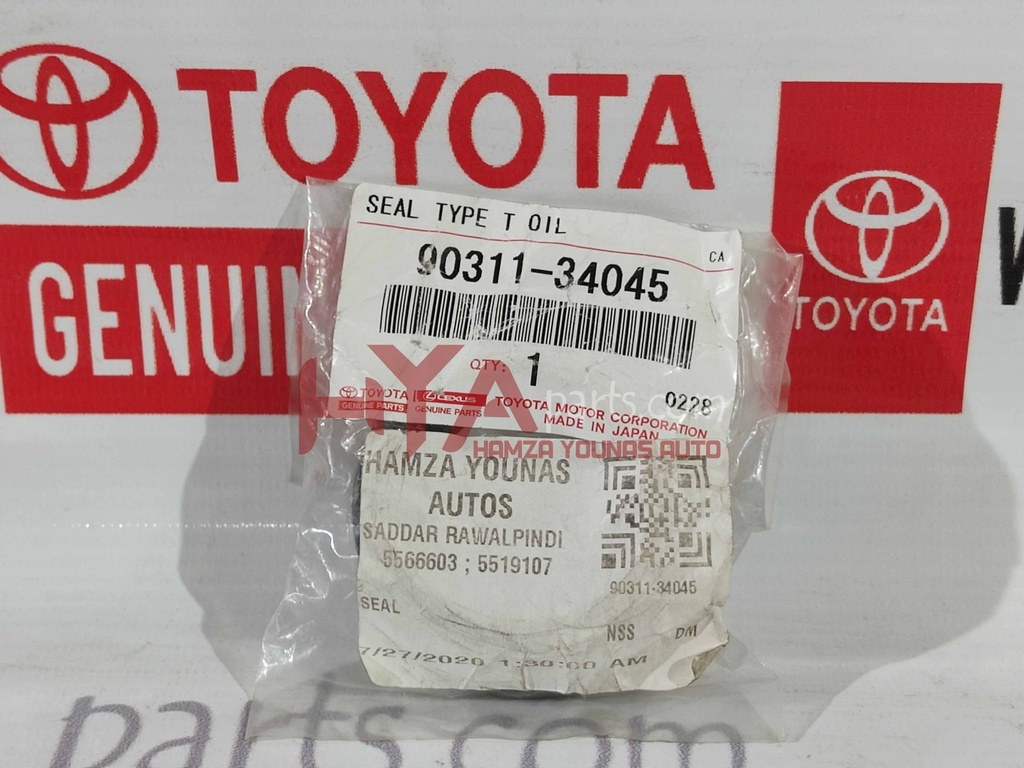 TOYOTA
GENUIN
TOYOTA
W
SEAL TYPE T OIL
CA
90311-34045
QTY: 1
0228
TOYOTA GENUINE PARTS
LEXUS GENUINE PARTS
TOYOTA MOTOR CORPORATION
MADE IN JAPAN
HYA parts.com
HAMZA YOUNAS AUTO
HAMZA YOUNAS
AUTOS
SADDAR RAWALPINDI
5566603 ; 5519107
90311-34045
SEAL
NSS DM
7/27/2020 1:30:00 AM
parts.com